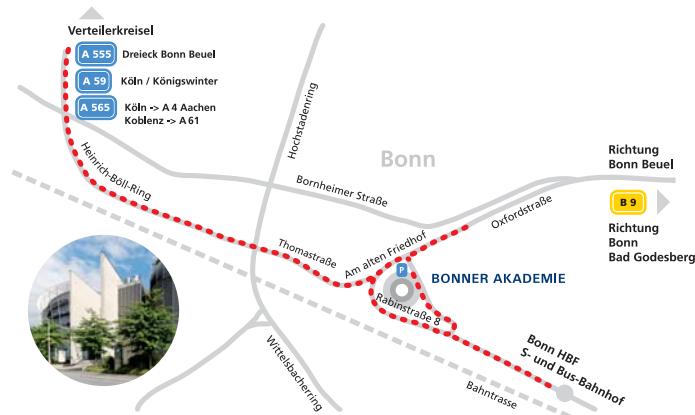 Verteilerkreisel
A 555 Dreieck Bonn Beuel
A 59 Köln / Königswinter
A 565 Köln -> A 4 Aachen
Koblenz -> A 61
Hochstadenring
Bonn
Heinrich-Böll-Ring
Bornheimer Straße
Richtung
Bonn Beuel
B 9
Richtung
Bonn
Bad Godesberg
Oxfordstraße
Am alten Friedhof
Thomastraße
P
BONNER AKADEMIE
Rabinstraße 8
Wittelsbacherring
Bonn HBF
S- und Bus-Bahnhof
Bahntrasse